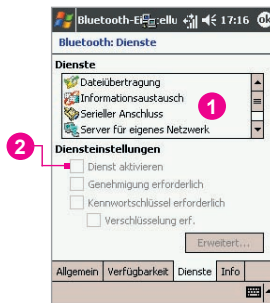 Bluetooth-Ei ellu 17:16 ok
Bluetooth: Dienste
Dienste
Dateiübertragung
Informationsaustausch
Serieller Anschluss
Server für eigenes Netzwerk
1
Diensteinstellungen
2
Dienst aktivieren
Genehmigung erforderlich
Kennwortschlüssel erforderlich
Verschlüsselung erf.
Erweitert...
Allgemein Verfügbarkeit Dienste Info